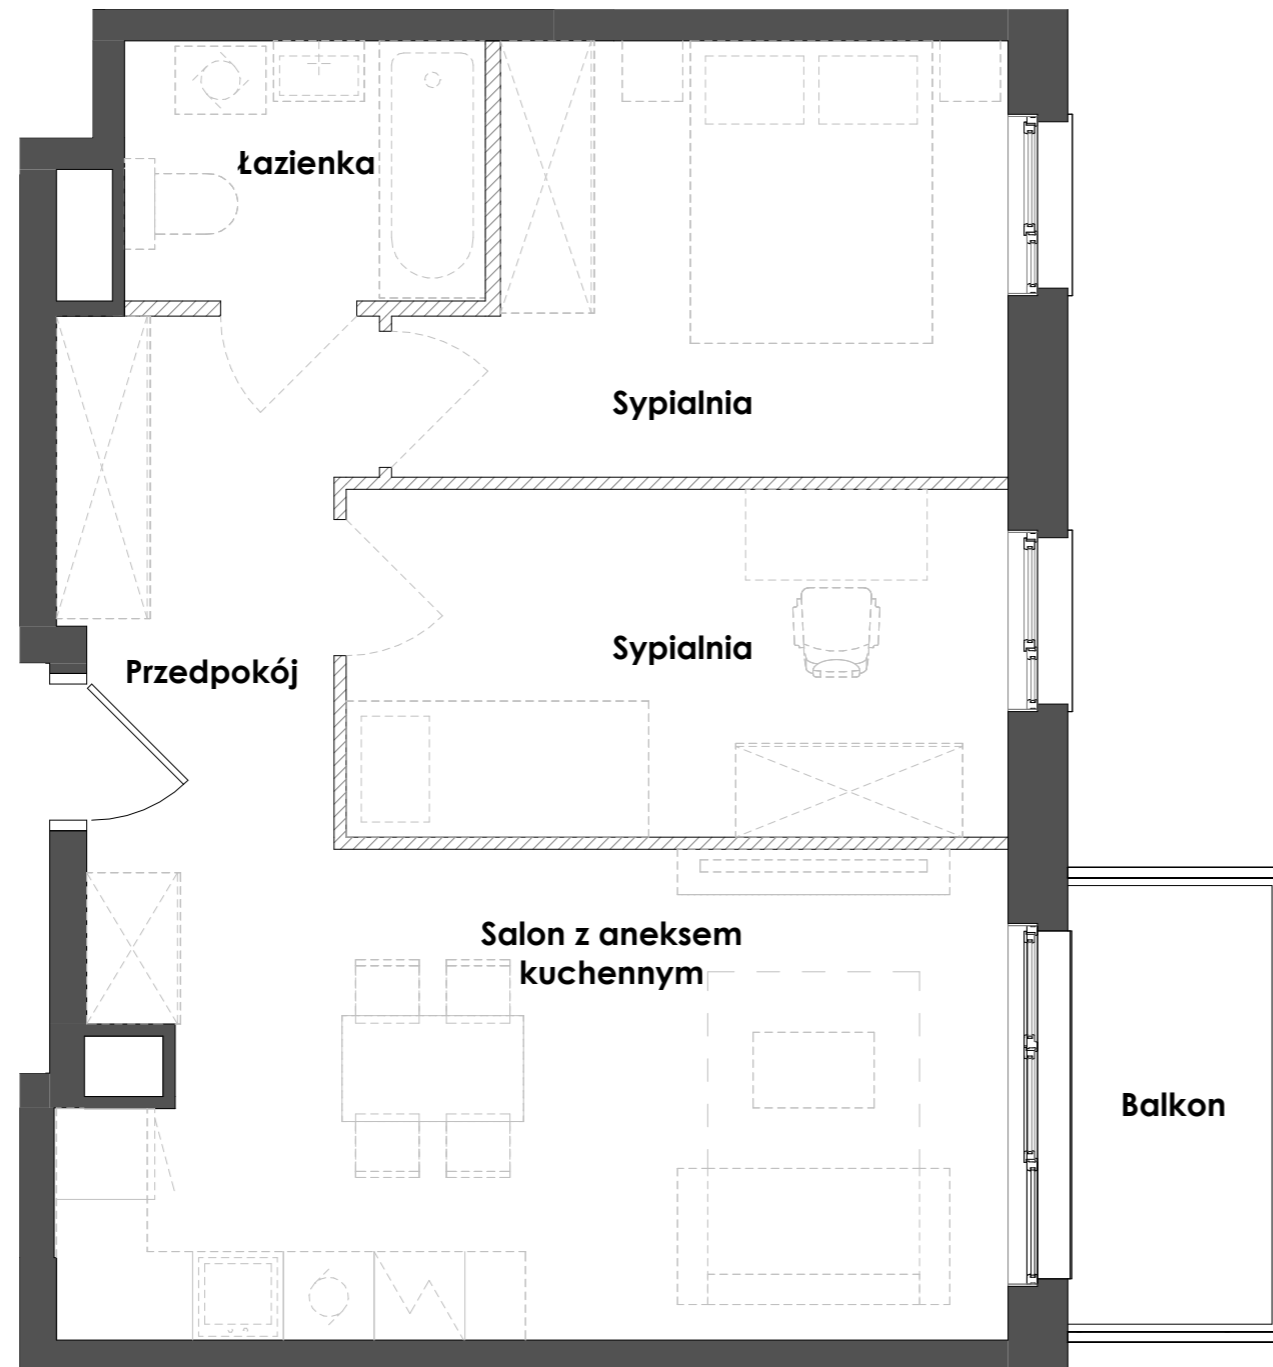 Łazienka
Sypialnia
Sypialnia
Przedpokój
Salon z aneksem
kuchennym
Balkon